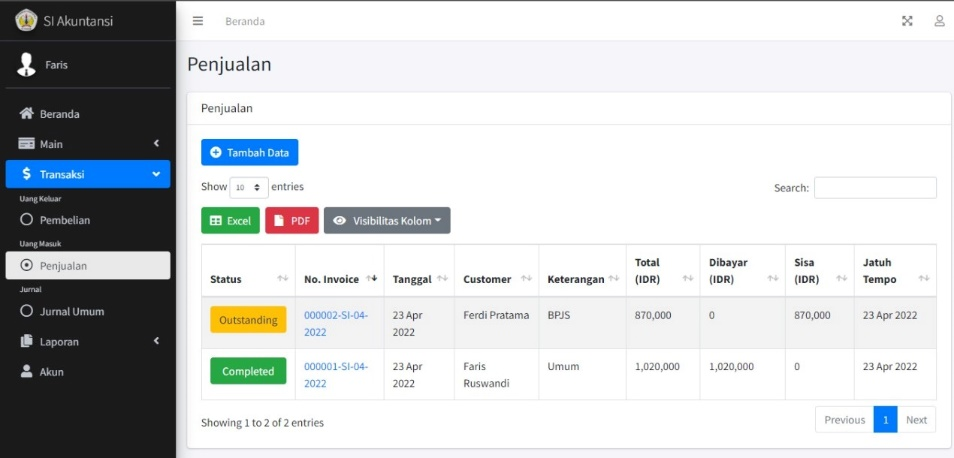 SI Akuntansi
Faris
Beranda
Main
Transaksi
Uang Keluar
Pembelian
Uang Masuk
Penjualan
Jurnal
Jurnal Umum
Laporan
Akun
Beranda
Penjualan
Penjualan
Tambah Data
Show 10 entries
Search:
Excel PDF Visibilitas Kolom
Status No. Invoice Tanggal Customer Keterangan Total (IDR) Dibayar (IDR) Sisa (IDR) Jatuh Tempo
Outstanding 000002-SI-04-2022 23 Apr 2022 Ferdi Pratama BPJS 870,000 0 870,000 23 Apr 2022
Completed 000001-SI-04-2022 23 Apr 2022 Faris Ruswandi Umum 1,020,000 1,020,000 0 23 Apr 2022
Showing 1 to 2 of 2 entries
Previous 1 Next